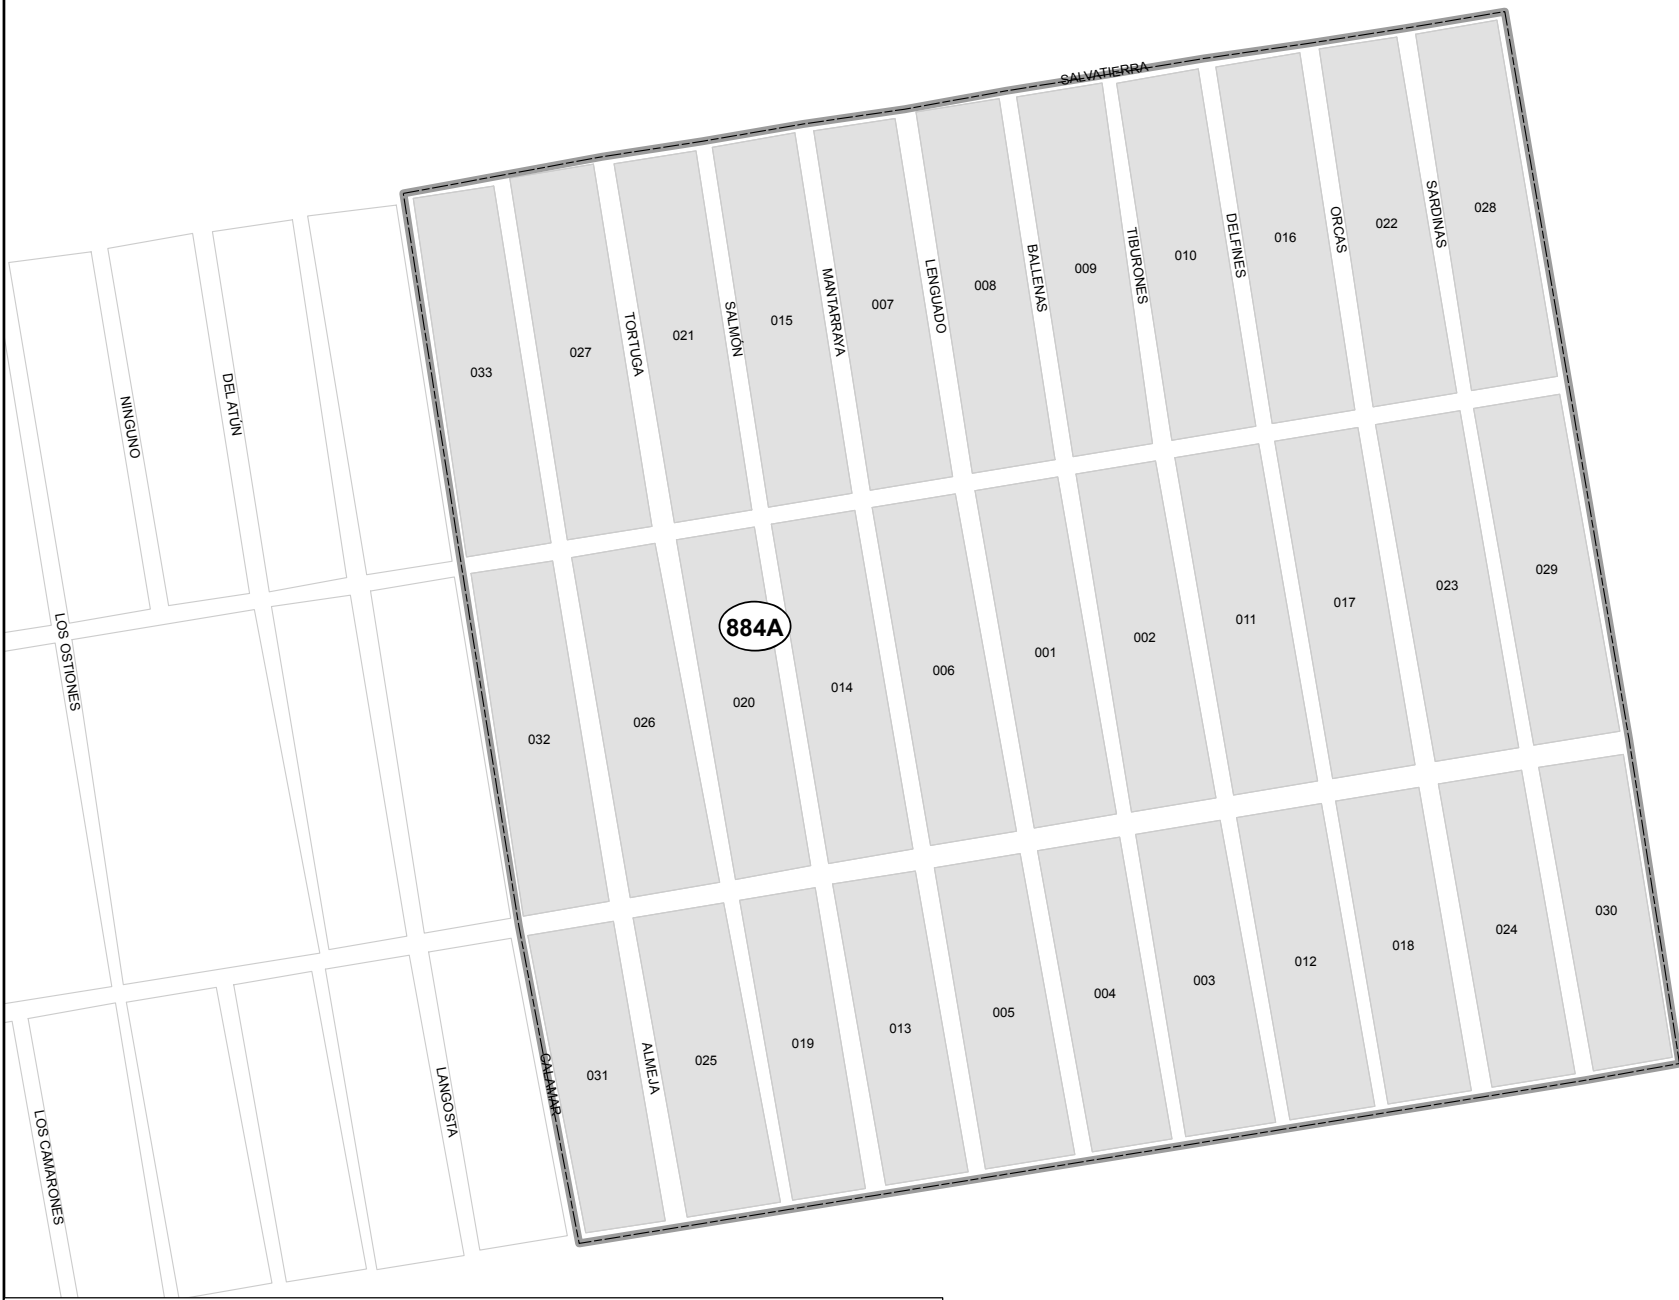 SALVATIERRA
028
SARDINAS
022
ORCAS
016
DELFINES
010
TIBURONES
009
BALLENAS
008
LENGUADO
007
MANTARRAYA
015
SALMÓN
021
TORTUGA
027
033
DEL ATÚN
NINGUNO
LOS OSTIONES
884A
032
026
020
014
006
001
002
011
017
023
029
031
025
019
013
005
004
003
012
018
024
030
ALMEJA
CALAMAR
LANGOSTA
LOS CAMARONES